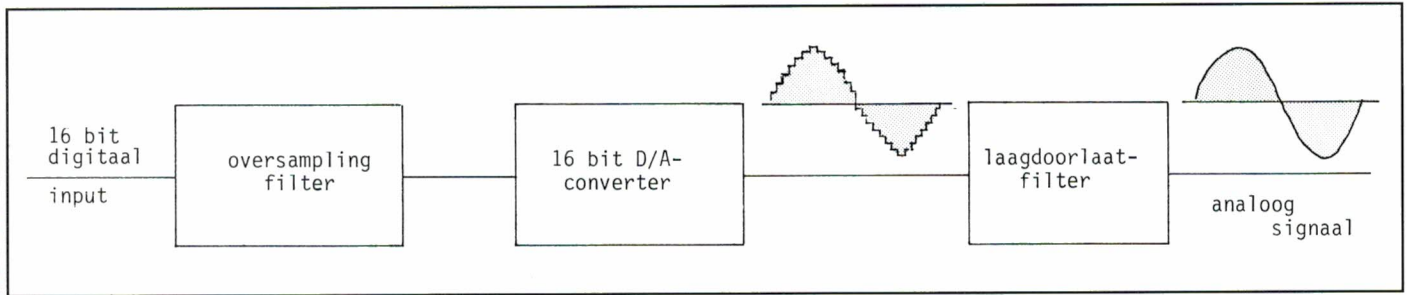 16 bit
digitaal
input
oversampling
filter
16 bit D/A-
converter
laagdoorlaat-
filter
analoog
signaal